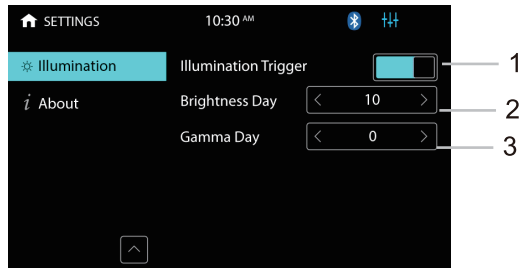 SETTINGS 10:30 AM
Illumination Illumination Trigger 1
i About Brightness Day < 10 > 2
Gamma Day < 0 > 3